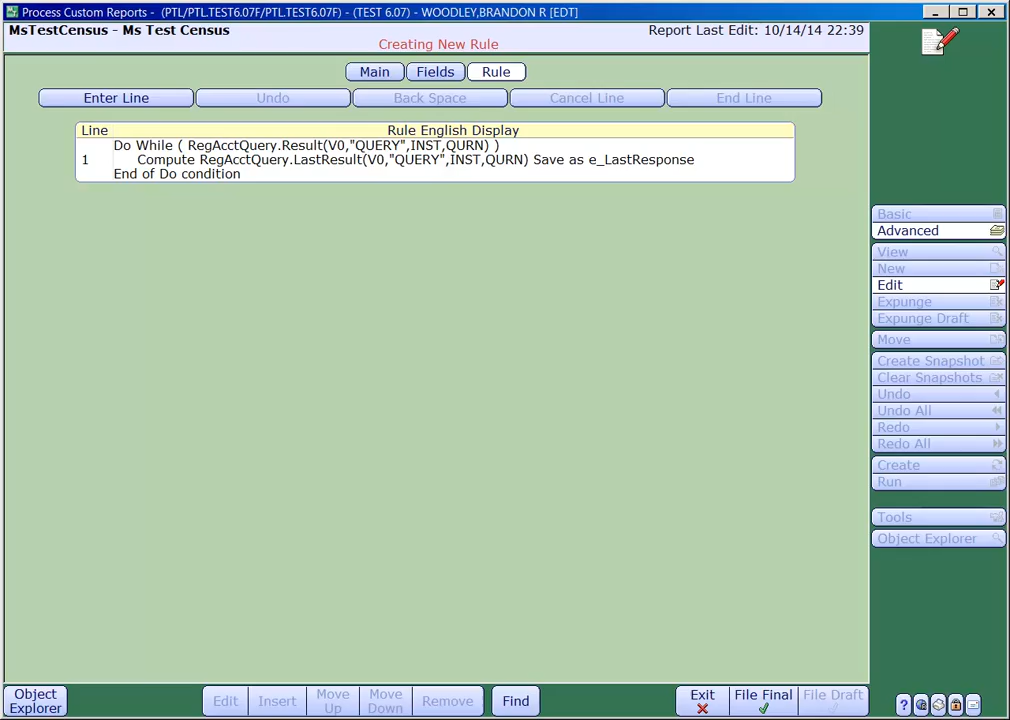 Process Custom Reports - (PTL/PTL.TEST6.07F/PTL.TEST6.07F) - (TEST 6.07) - WOODLEY,BRANDON R [EDT]
MsTestCensus - Ms Test Census
Report Last Edit: 10/14/14 22:39
Creating New Rule
Main Fields Rule
Enter Line Undo Back Space Cancel Line End Line
Line Rule English Display
Do While ( RegAcctQuery.Result(V0,"QUERY",INST,QURN) )
1 Compute RegAcctQuery.LastResult(V0,"QUERY",INST,QURN) Save as e_LastResponse
End of Do condition
Basic
Advanced
View
New
Edit
Expunge
Expunge Draft
Move
Create Snapshot
Clear Snapshots
Undo
Undo All
Redo
Redo All
Create
Run
Tools
Object Explorer
Object
Explorer
Edit
Insert
Move
Up
Move
Down
Remove
Find
Exit
File Final
File Draft
?